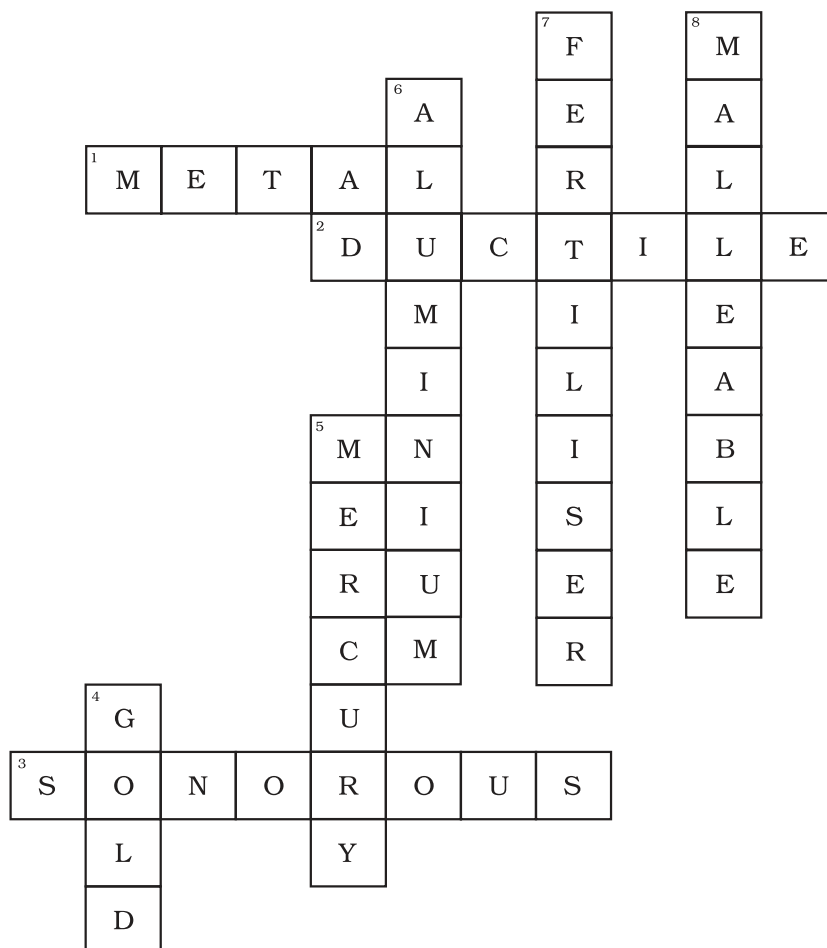 7 F 8 M
6 A E A
1 M E T A L R L
2 D U C T I L E
M I E
I L A
5 M N I B
E I S L
R U E E
C M R
4 G U
3 S O N O R O U S
L Y
D